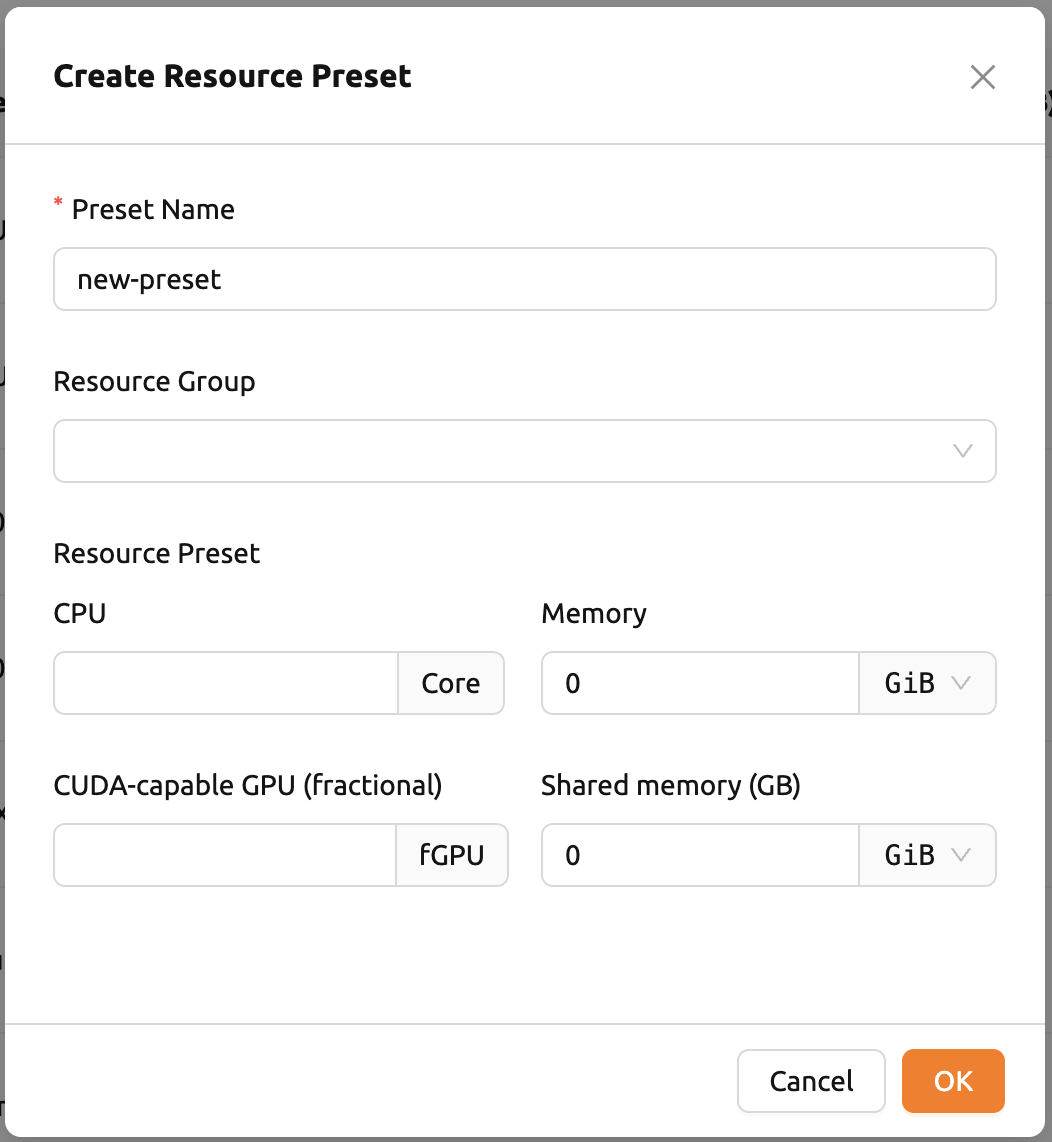 Create Resource Preset
* Preset Name
new-preset
Resource Group
Resource Preset
CPU
Memory
Core
0
GiB
CUDA-capable GPU (fractional)
Shared memory (GB)
fGPU
0
GiB
Cancel
OK